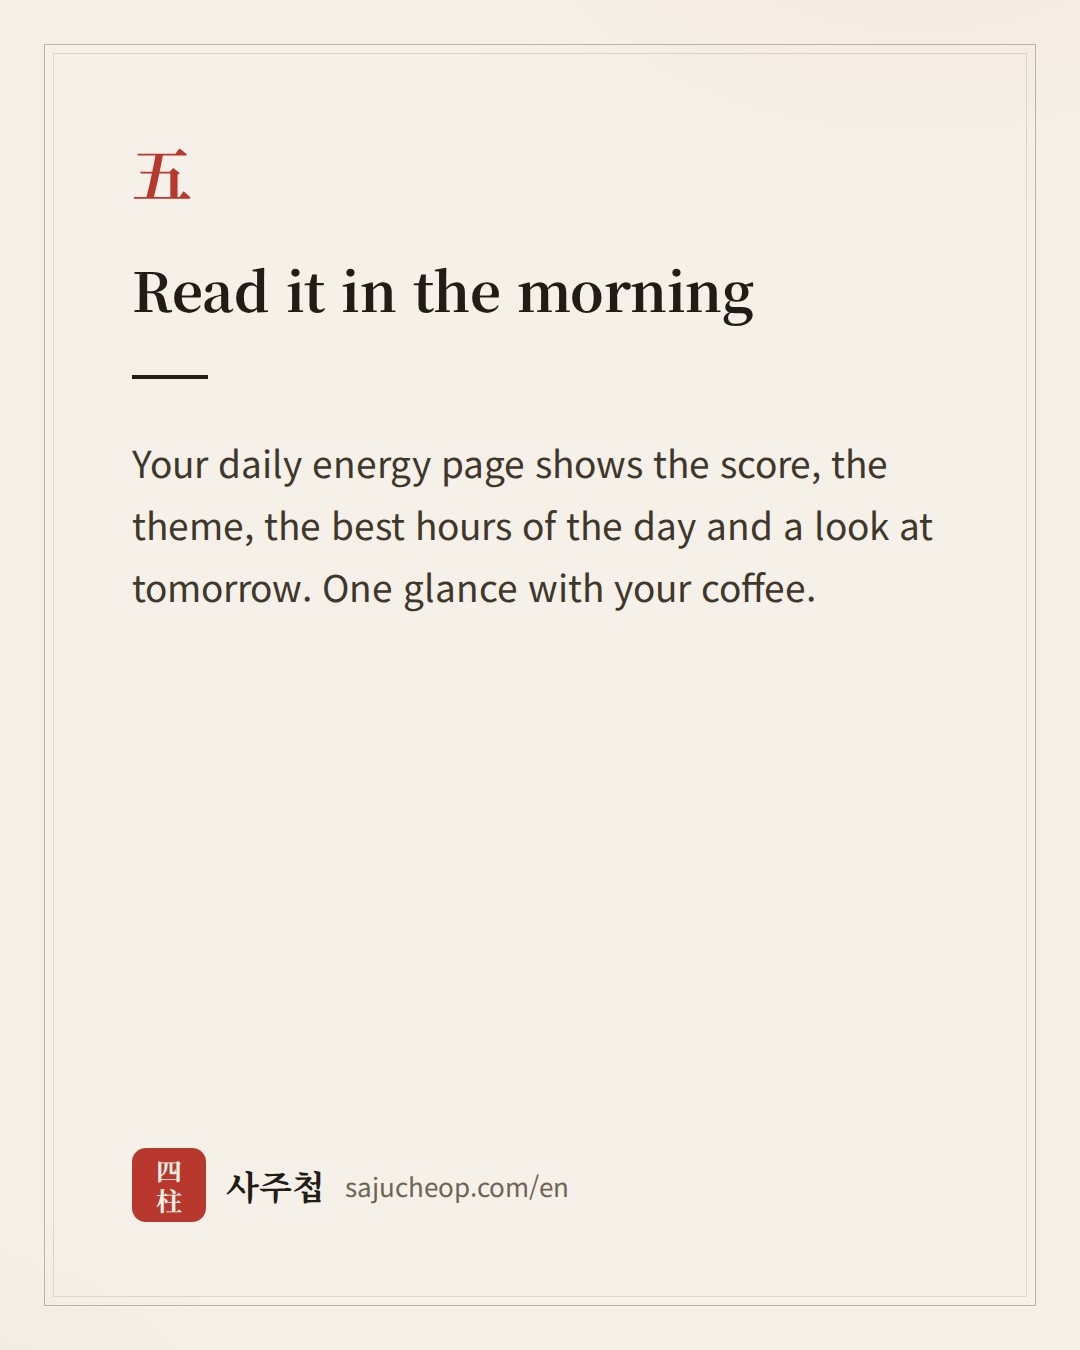 五
Read it in the morning
Your daily energy page shows the score, the
theme, the best hours of the day and a look at
tomorrow. One glance with your coffee.
四
柱
사주첩 sajucheop.com/en